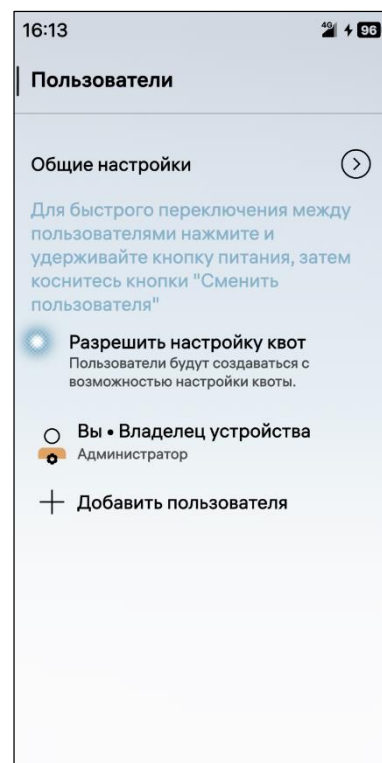 16:13
4G 96
Пользователи
Общие настройки
Для быстрого переключения между
пользователями нажмите и
удерживайте кнопку питания, затем
коснитесь кнопки "Сменить
пользователя"
Разрешить настройку квот
Пользователи будут создаваться с
возможностью настройки квоты.
Вы • Владелец устройства
Администратор
Добавить пользователя